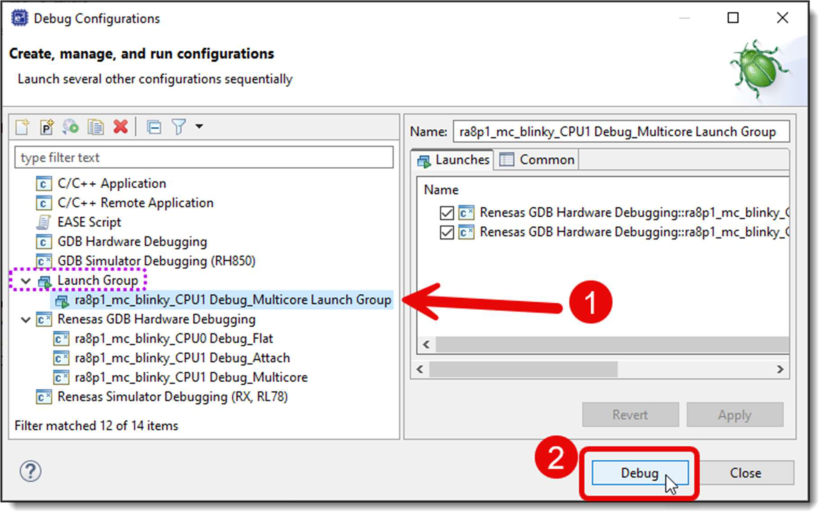 Debug Configurations
Create, manage, and run configurations
Launch several other configurations sequentially
type filter text
C/C++ Application
C/C++ Remote Application
EASE Script
GDB Hardware Debugging
GDB Simulator Debugging (RH850)
Launch Group
ra8p1_mc_blinky_CPU1 Debug_Multicore Launch Group
Renesas GDB Hardware Debugging
ra8p1_mc_blinky_CPU0 Debug_Flat
ra8p1_mc_blinky_CPU1 Debug_Attach
ra8p1_mc_blinky_CPU1 Debug_Multicore
Renesas Simulator Debugging (RX, RL78)
Filter matched 12 of 14 items
Name: ra8p1_mc_blinky_CPU1 Debug_Multicore Launch Group
Launches Common
Name
Renesas GDB Hardware Debugging::ra8p1_mc_blinky_
Renesas GDB Hardware Debugging::ra8p1_mc_blinky_
1
Revert Apply
2
Debug Close